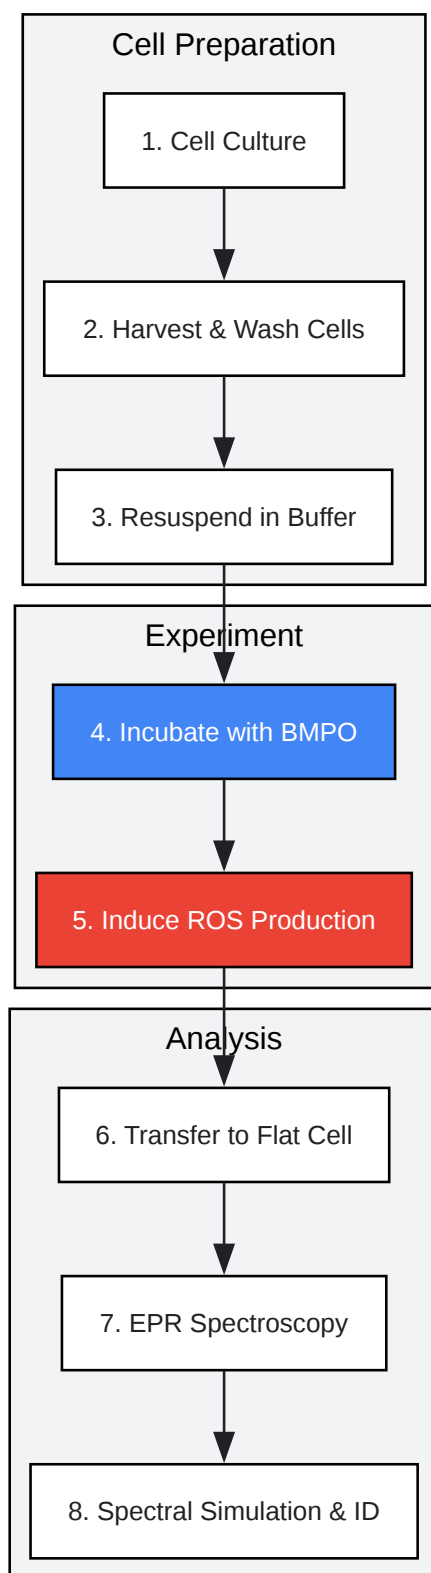 Cell Preparation
1. Cell Culture
2. Harvest & Wash Cells
3. Resuspend in Buffer
Experiment
4. Incubate with BMPO
5. Induce ROS Production
Analysis
6. Transfer to Flat Cell
7. EPR Spectroscopy
8. Spectral Simulation & ID